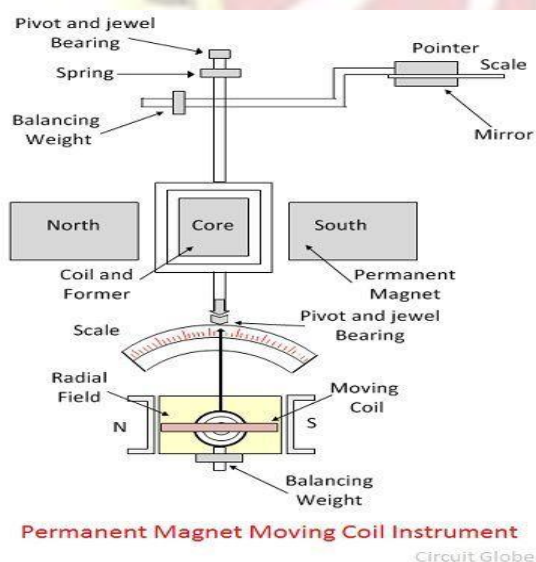 Pivot and jewel
Bearing
Spring
Balancing
Weight
Pointer
Scale
Mirror
North
Core
South
Coil and
Former
Permanent
Magnet
Pivot and jewel
Bearing
Scale
Radial
Field
Moving
Coil
N
S
Balancing
Weight
Permanent Magnet Moving Coil Instrument
Circuit Globe